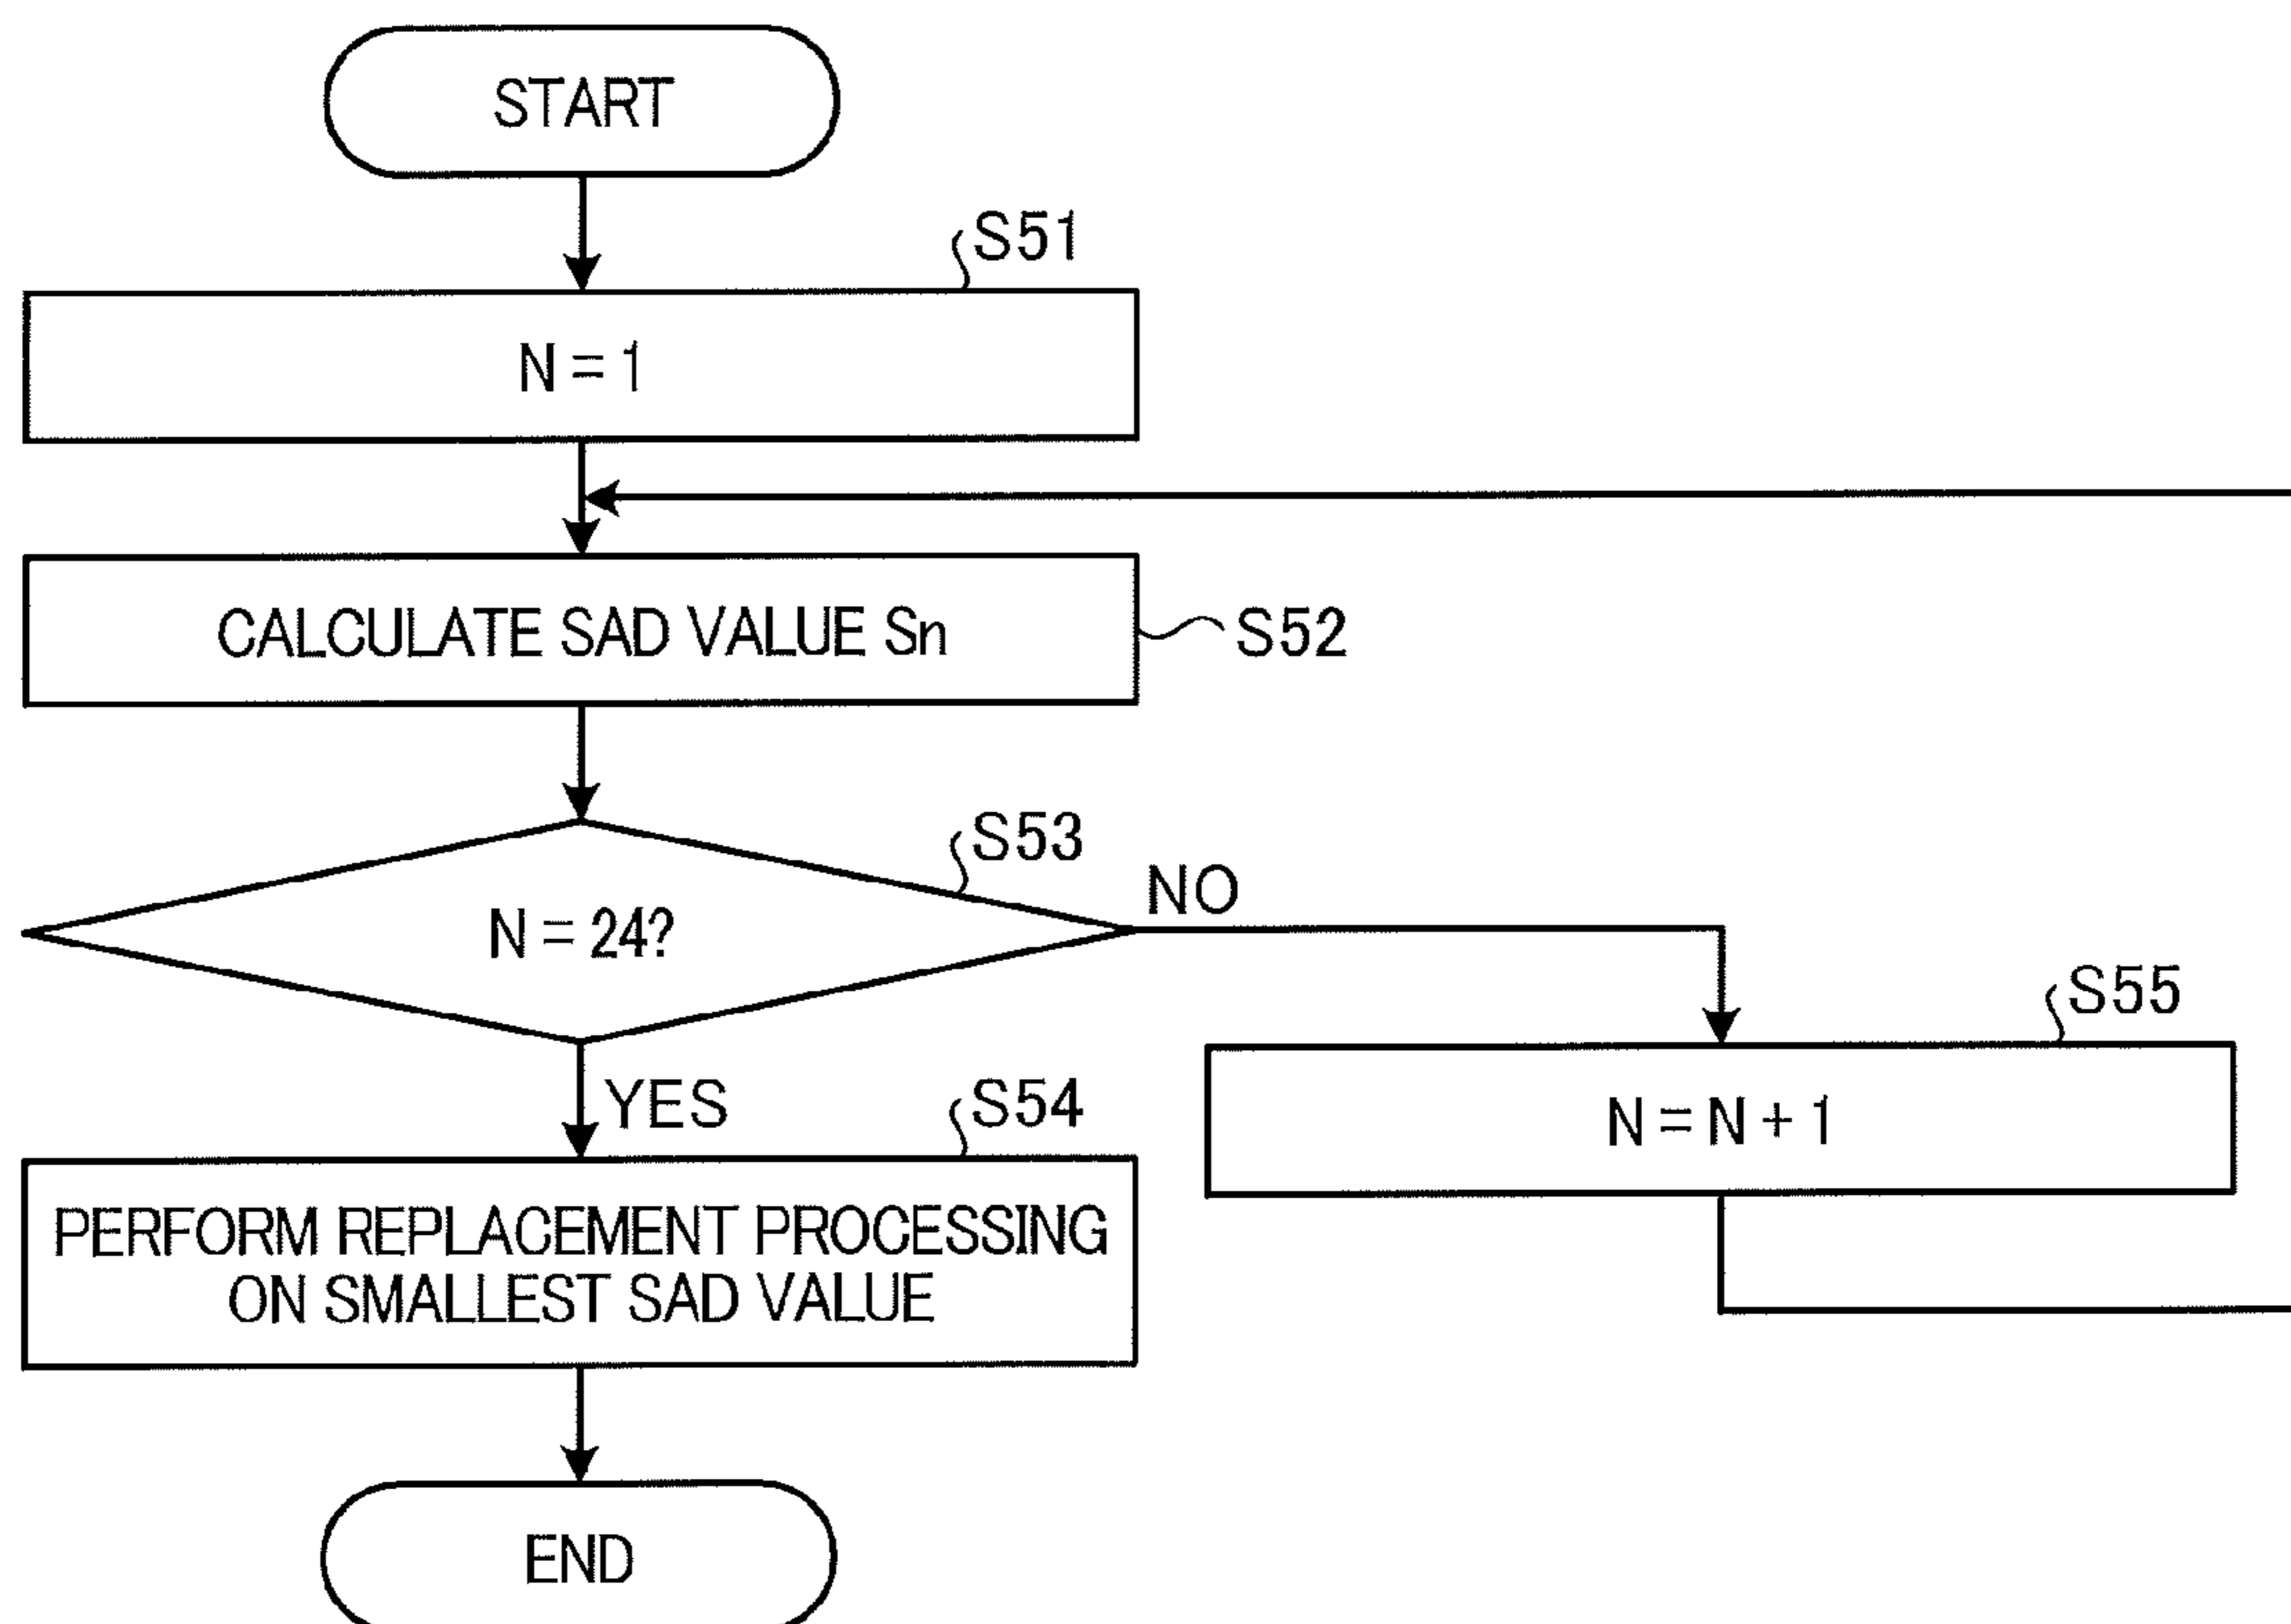 START
S51
N = 1
CALCULATE SAD VALUE Sn
S52
S53
N = 24?
NO
S55
N = N + 1
YES
S54
PERFORM REPLACEMENT PROCESSING
ON SMALLEST SAD VALUE
END